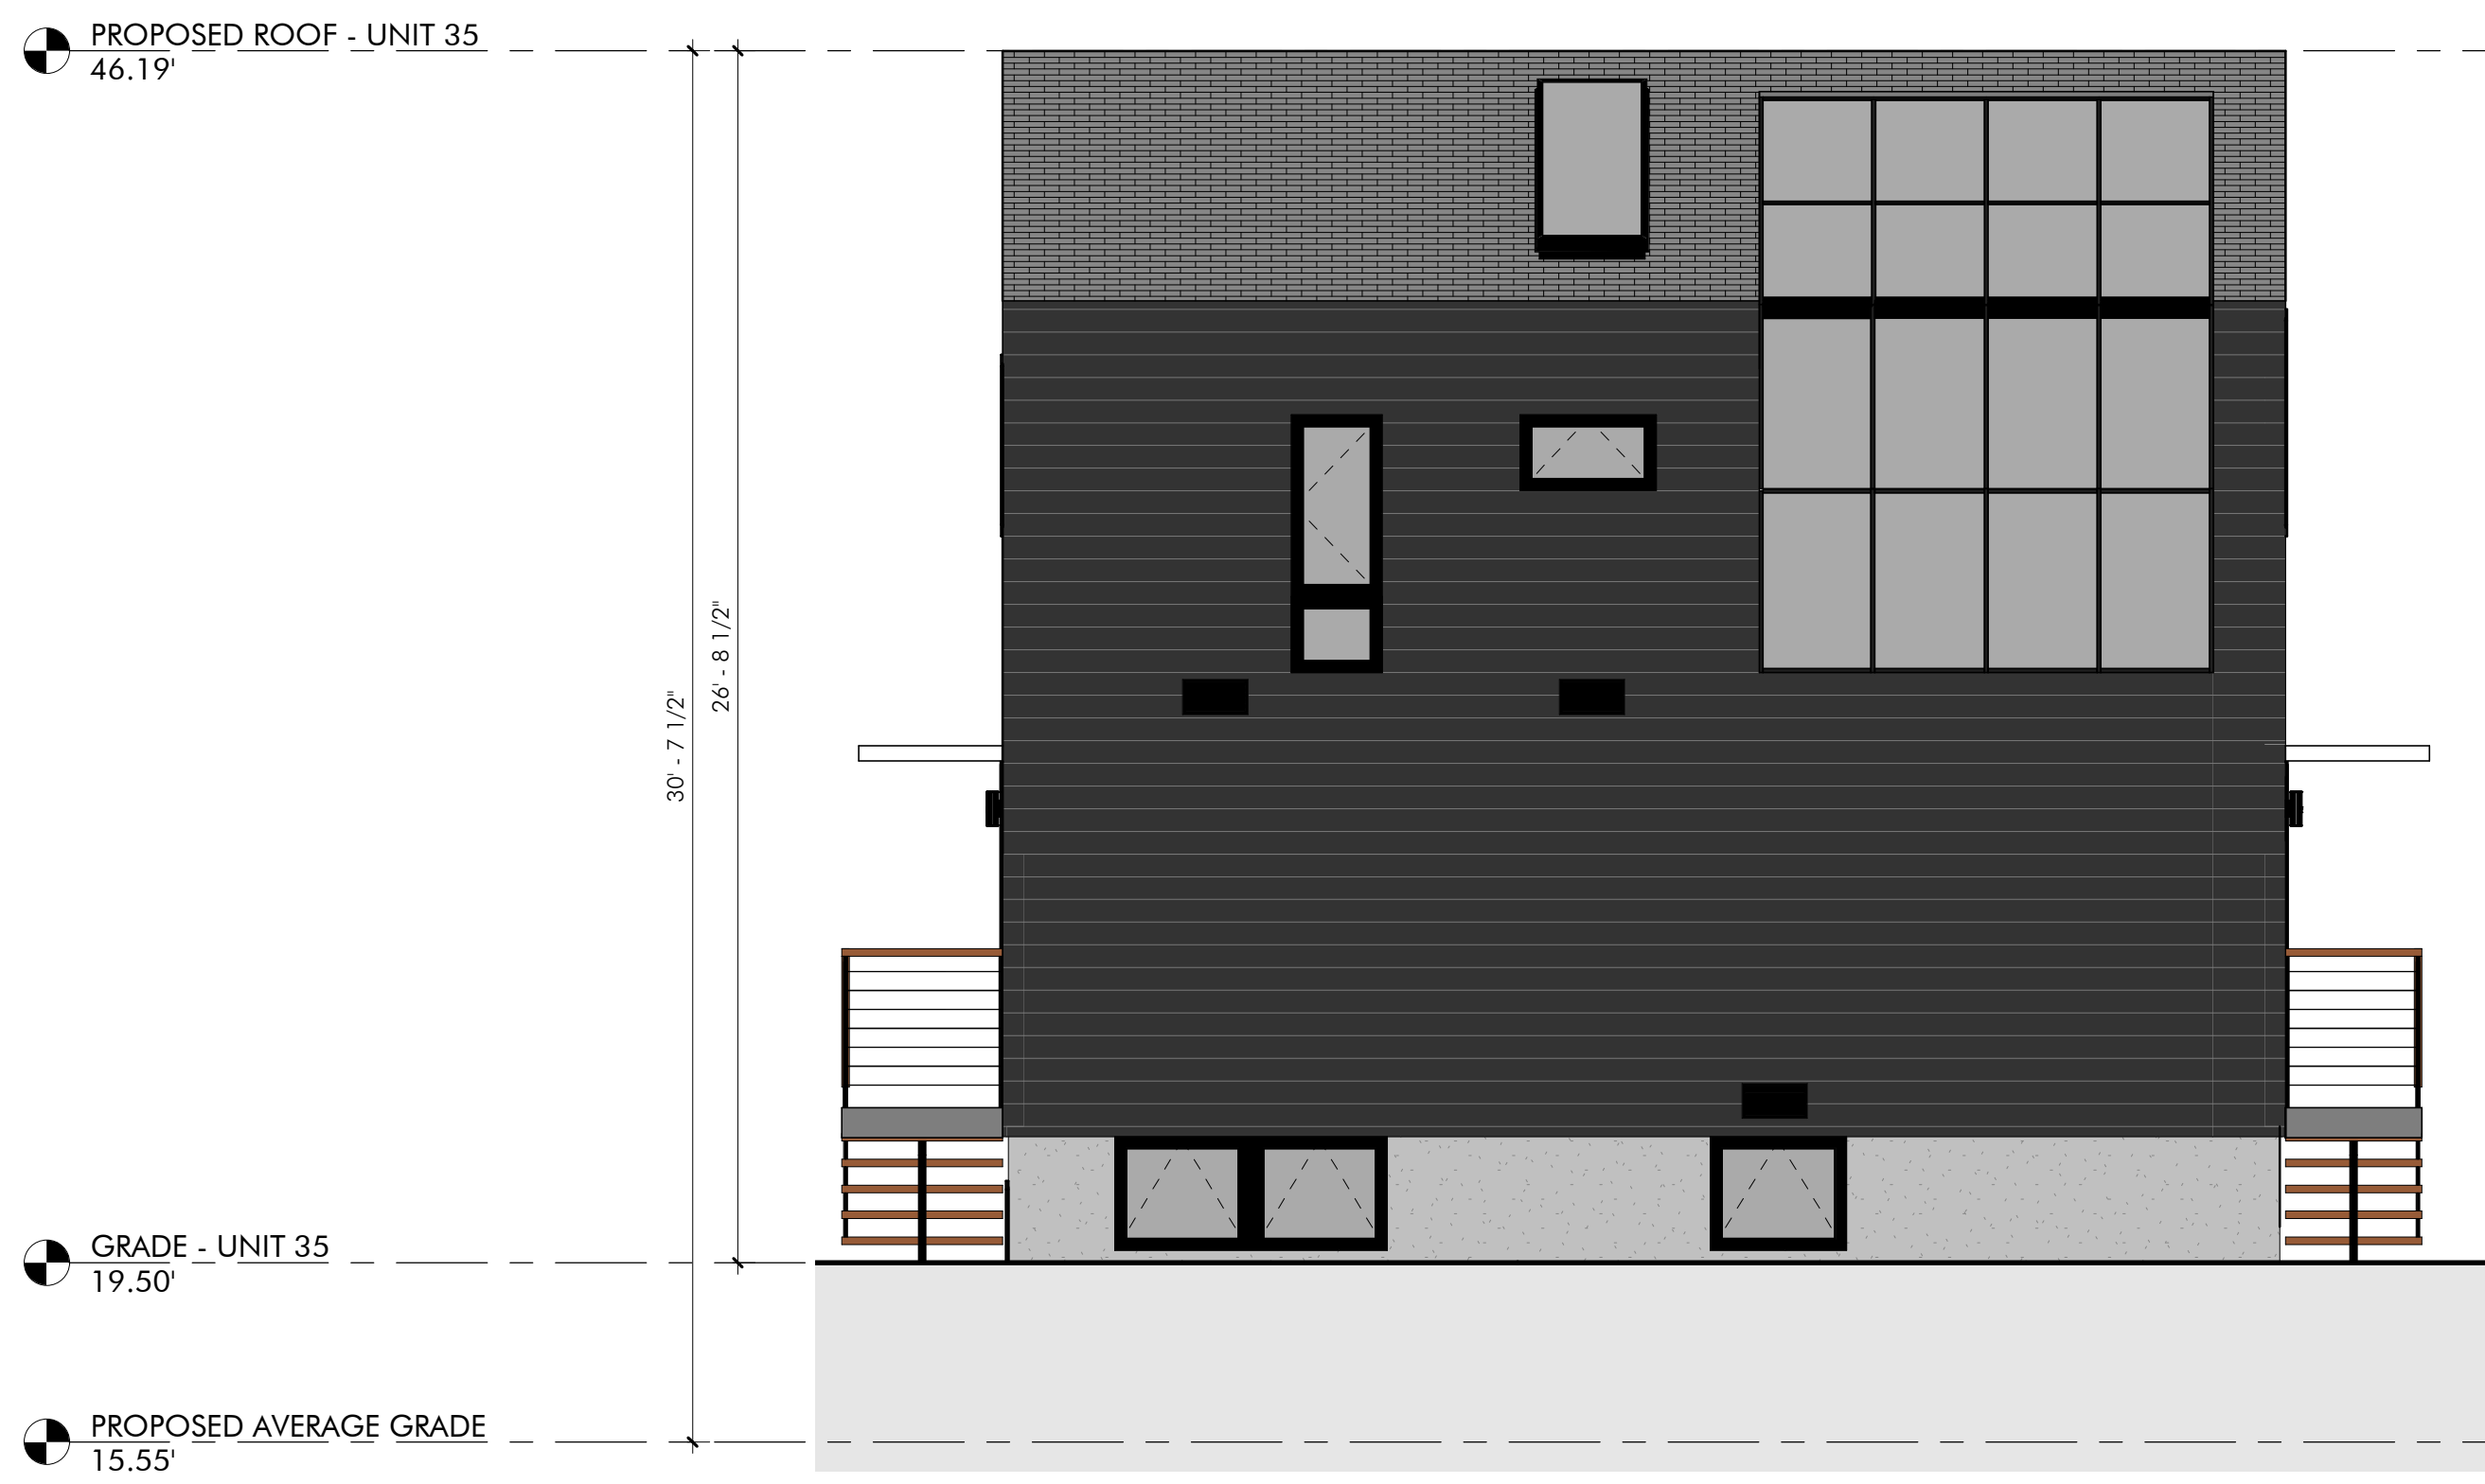 PROPOSED ROOF - UNIT 35
46.19'
26' - 8 1/2"
30' - 7 1/2"
GRADE - UNIT 35
19.50'
PROPOSED AVERAGE GRADE
15.55'